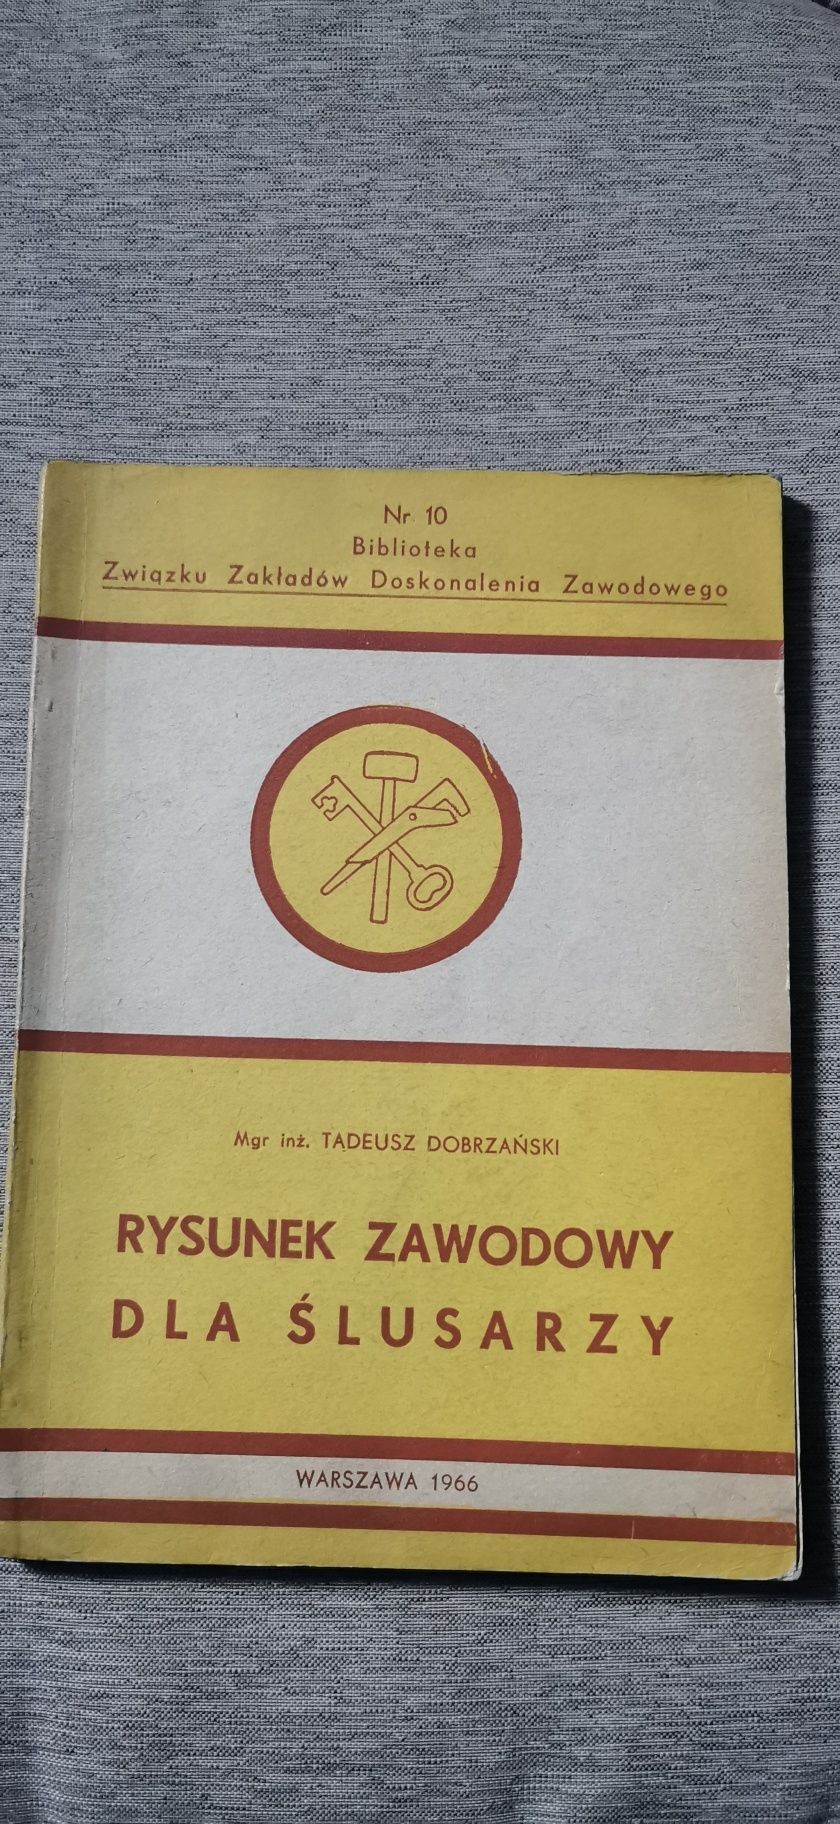 Nr 10
Biblioteka
Związku Zakładów Doskonalenia Zawodowego
Mgr inż. TADEUSZ DOBRZAŃSKI
RYSUNEK ZAWODOWY
DLA ŚLUSARZY
WARSZAWA 1966